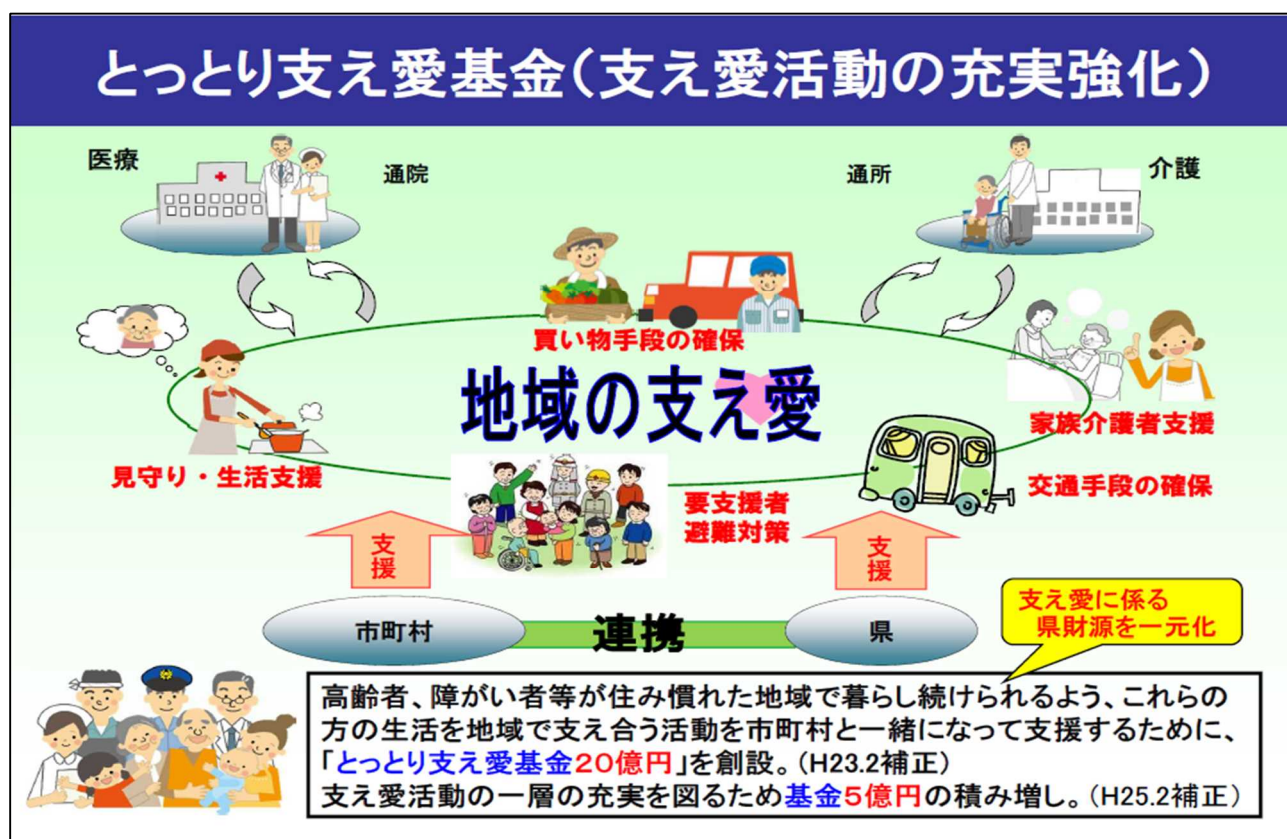 とっとり支え愛基金(支え愛活動の充実強化)
医療
通院
通所
介護
買い物手段の確保
地域の支え愛
家族介護者支援
見守り・生活支援
交通手段の確保
要支援者
避難対策
支援
支援
市町村
連携
県
支え愛に係る
県財源を一元化
高齢者、障がい者等が住み慣れた地域で暮らし続けられるよう、これらの
方の生活を地域で支え合う活動を市町村と一緒になって支援するために、
「とっとり支え愛基金20億円」を創設。(H23.2補正)
支え愛活動の一層の充実を図るため基金5億円の積み増し。(H25.2補正)